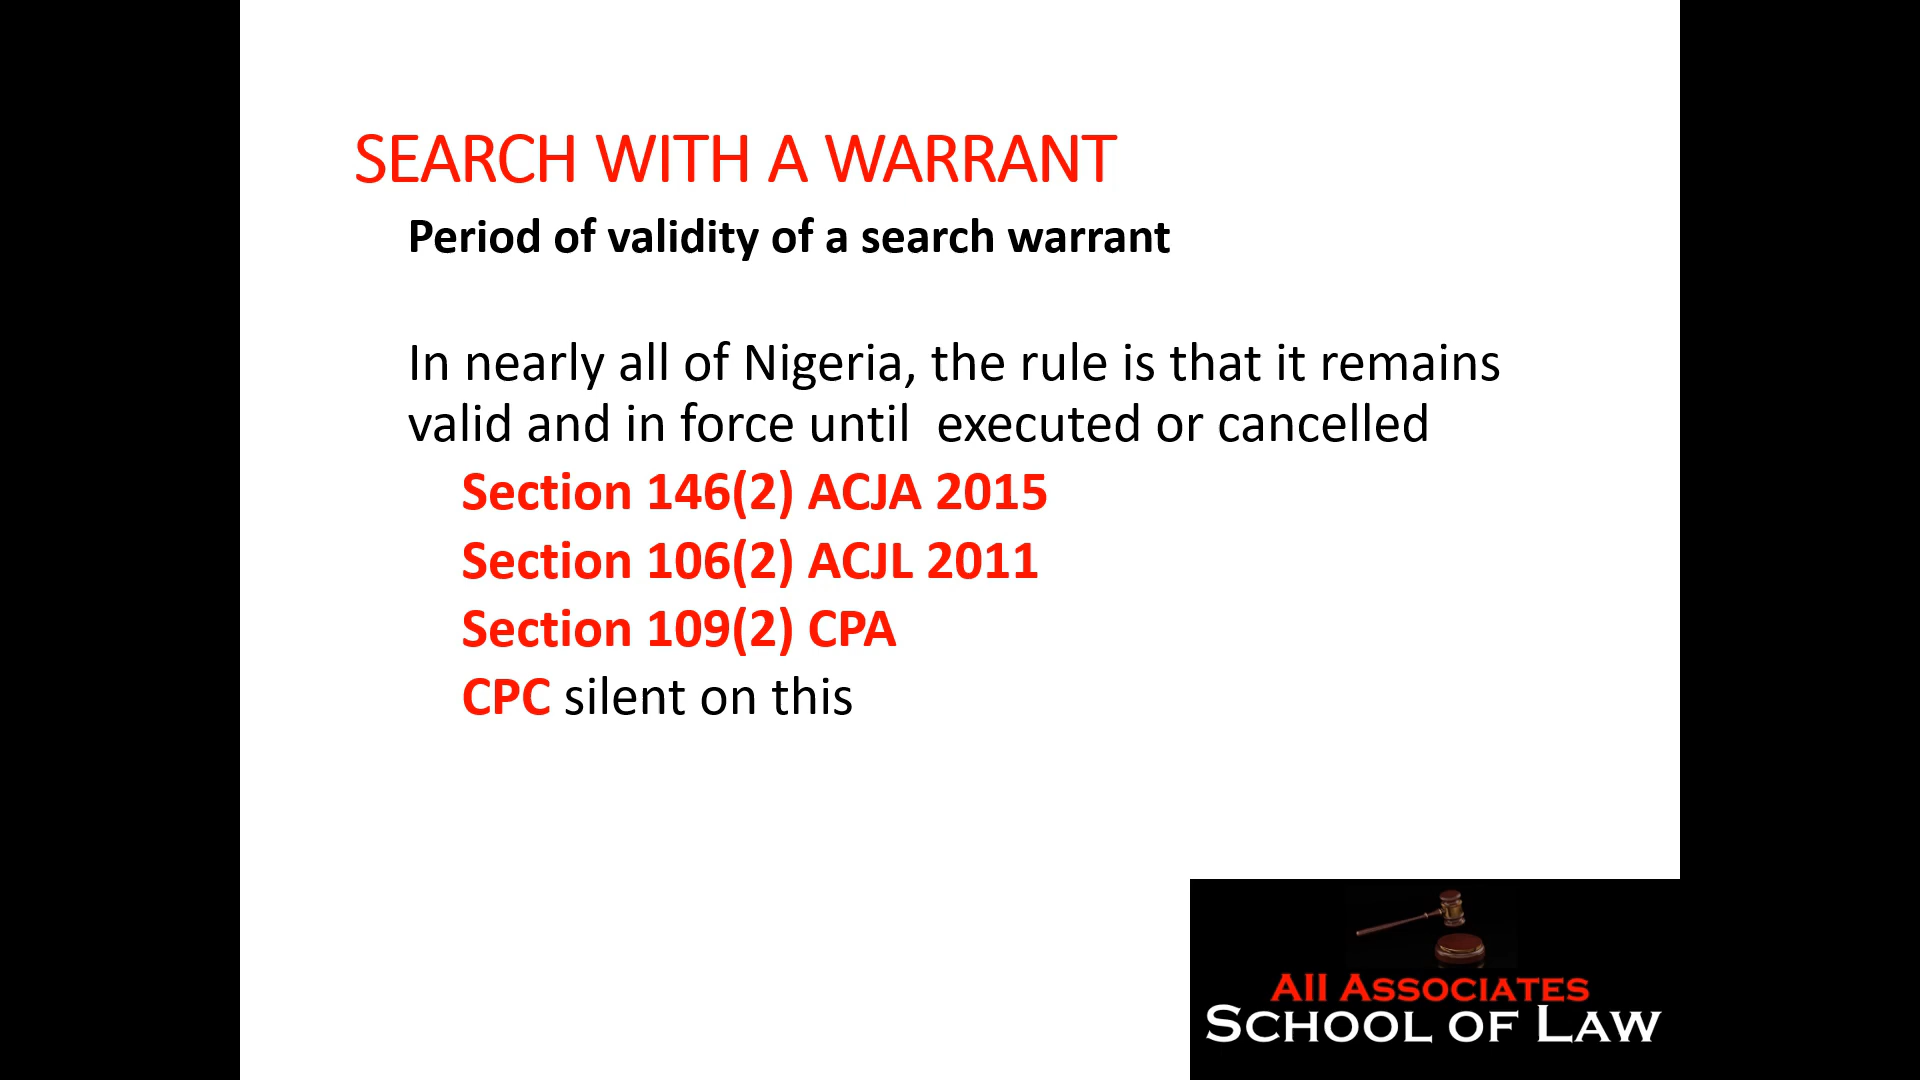 SEARCH WITH A WARRANT
Period of validity of a search warrant
In nearly all of Nigeria, the rule is that it remains
valid and in force until  executed or cancelled
Section 146(2) ACJA 2015
Section 106(2) ACJL 2011
Section 109(2) CPA
CPC silent on this
All Associates
School of Law